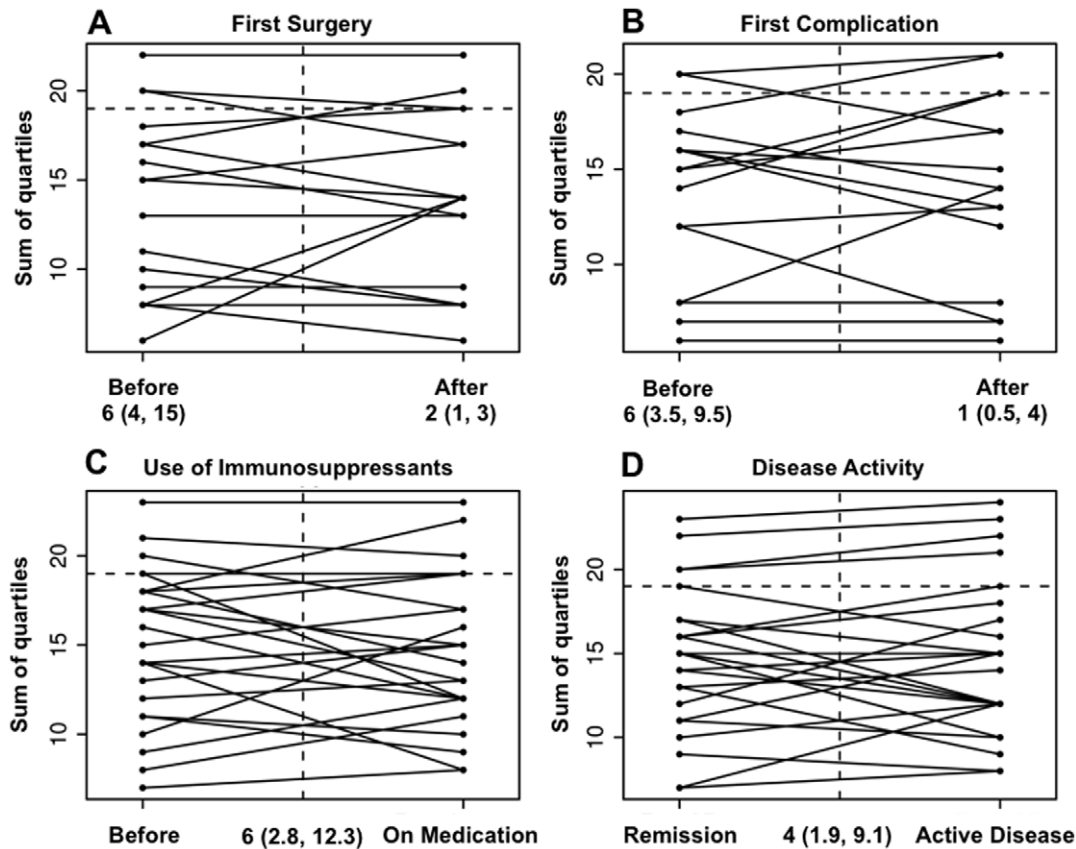 A
First Surgery
Sum of quartiles
20
15
10
Before
After
6 (4, 15)
2 (1, 3)
B
First Complication
Sum of quartiles
20
15
10
Before
After
6 (3.5, 9.5)
1 (0.5, 4)
C
Use of Immunosuppressants
Sum of quartiles
20
15
10
Before
6 (2.8, 12.3)
On Medication
D
Disease Activity
Sum of quartiles
20
15
10
Remission
4 (1.9, 9.1)
Active Disease